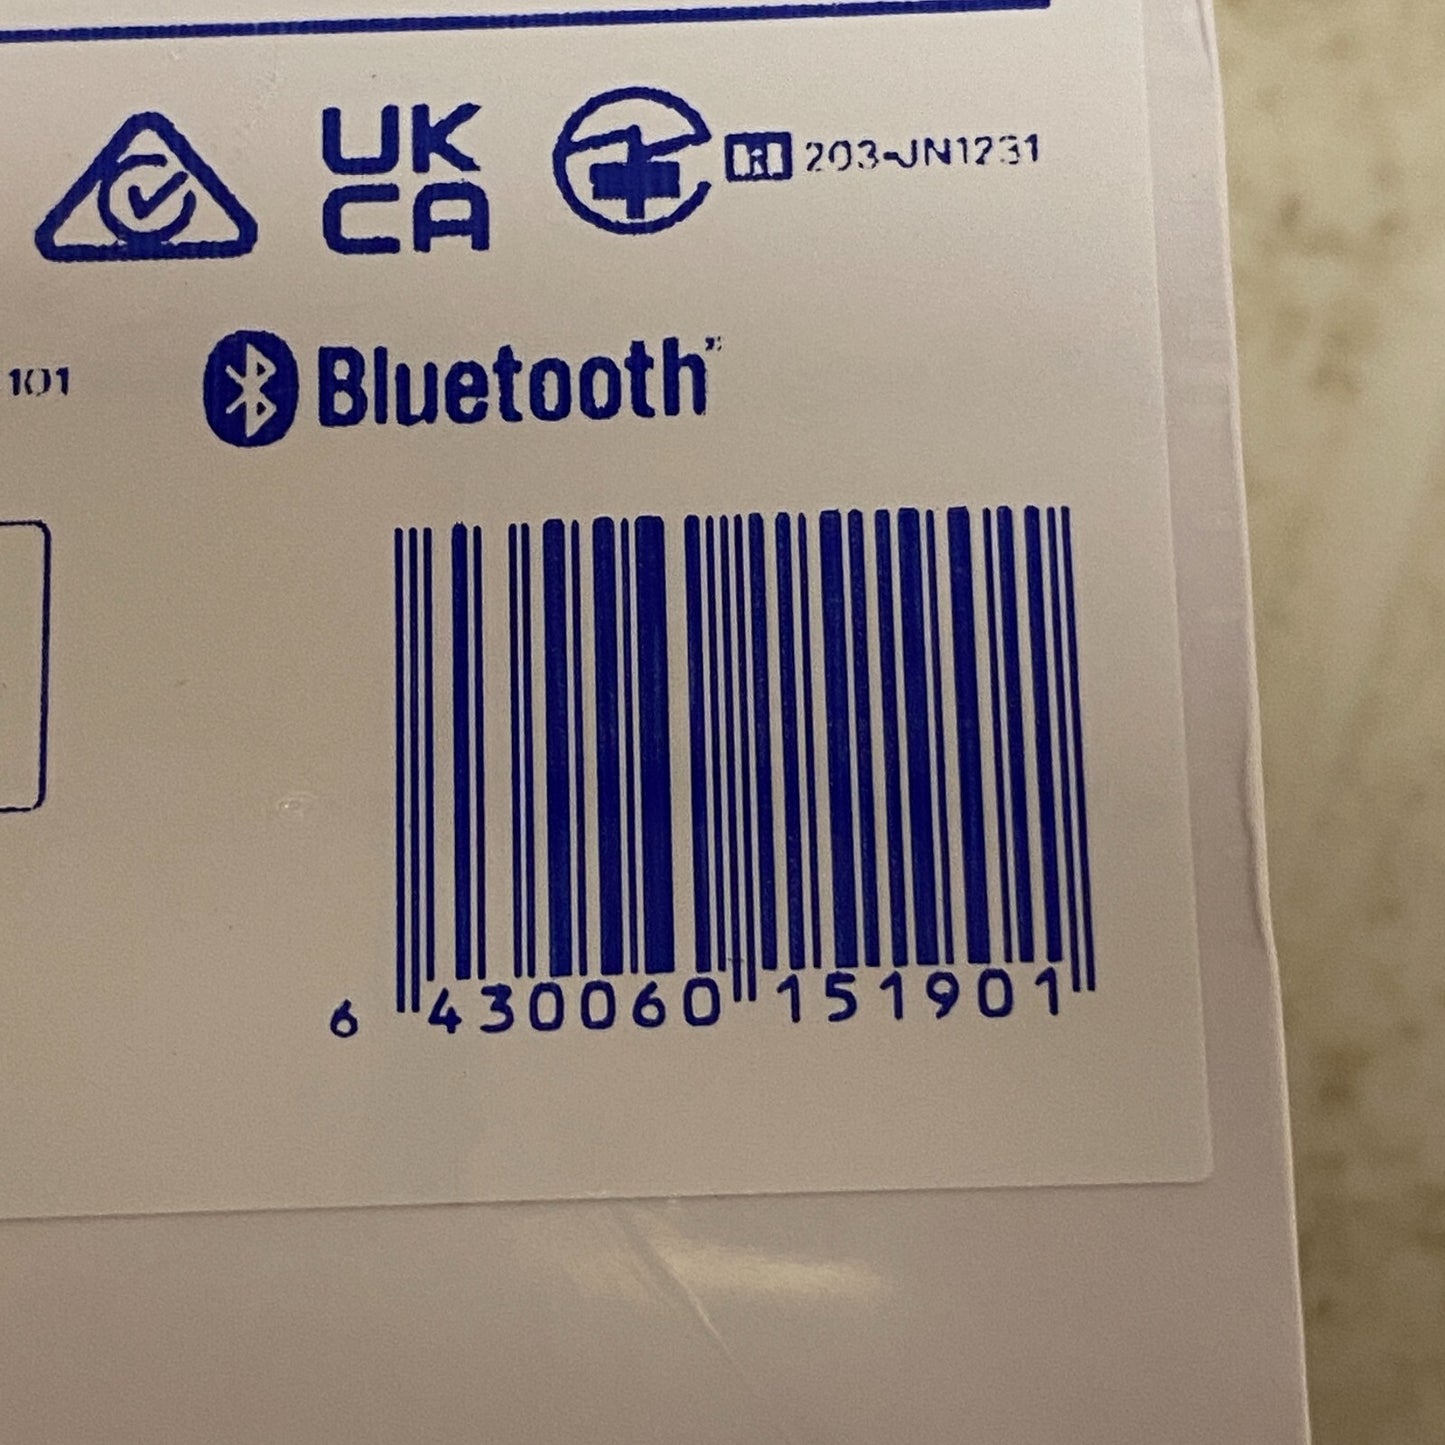 UK
CA
R 203-JN1231
101
Bluetooth
6 430060 151901